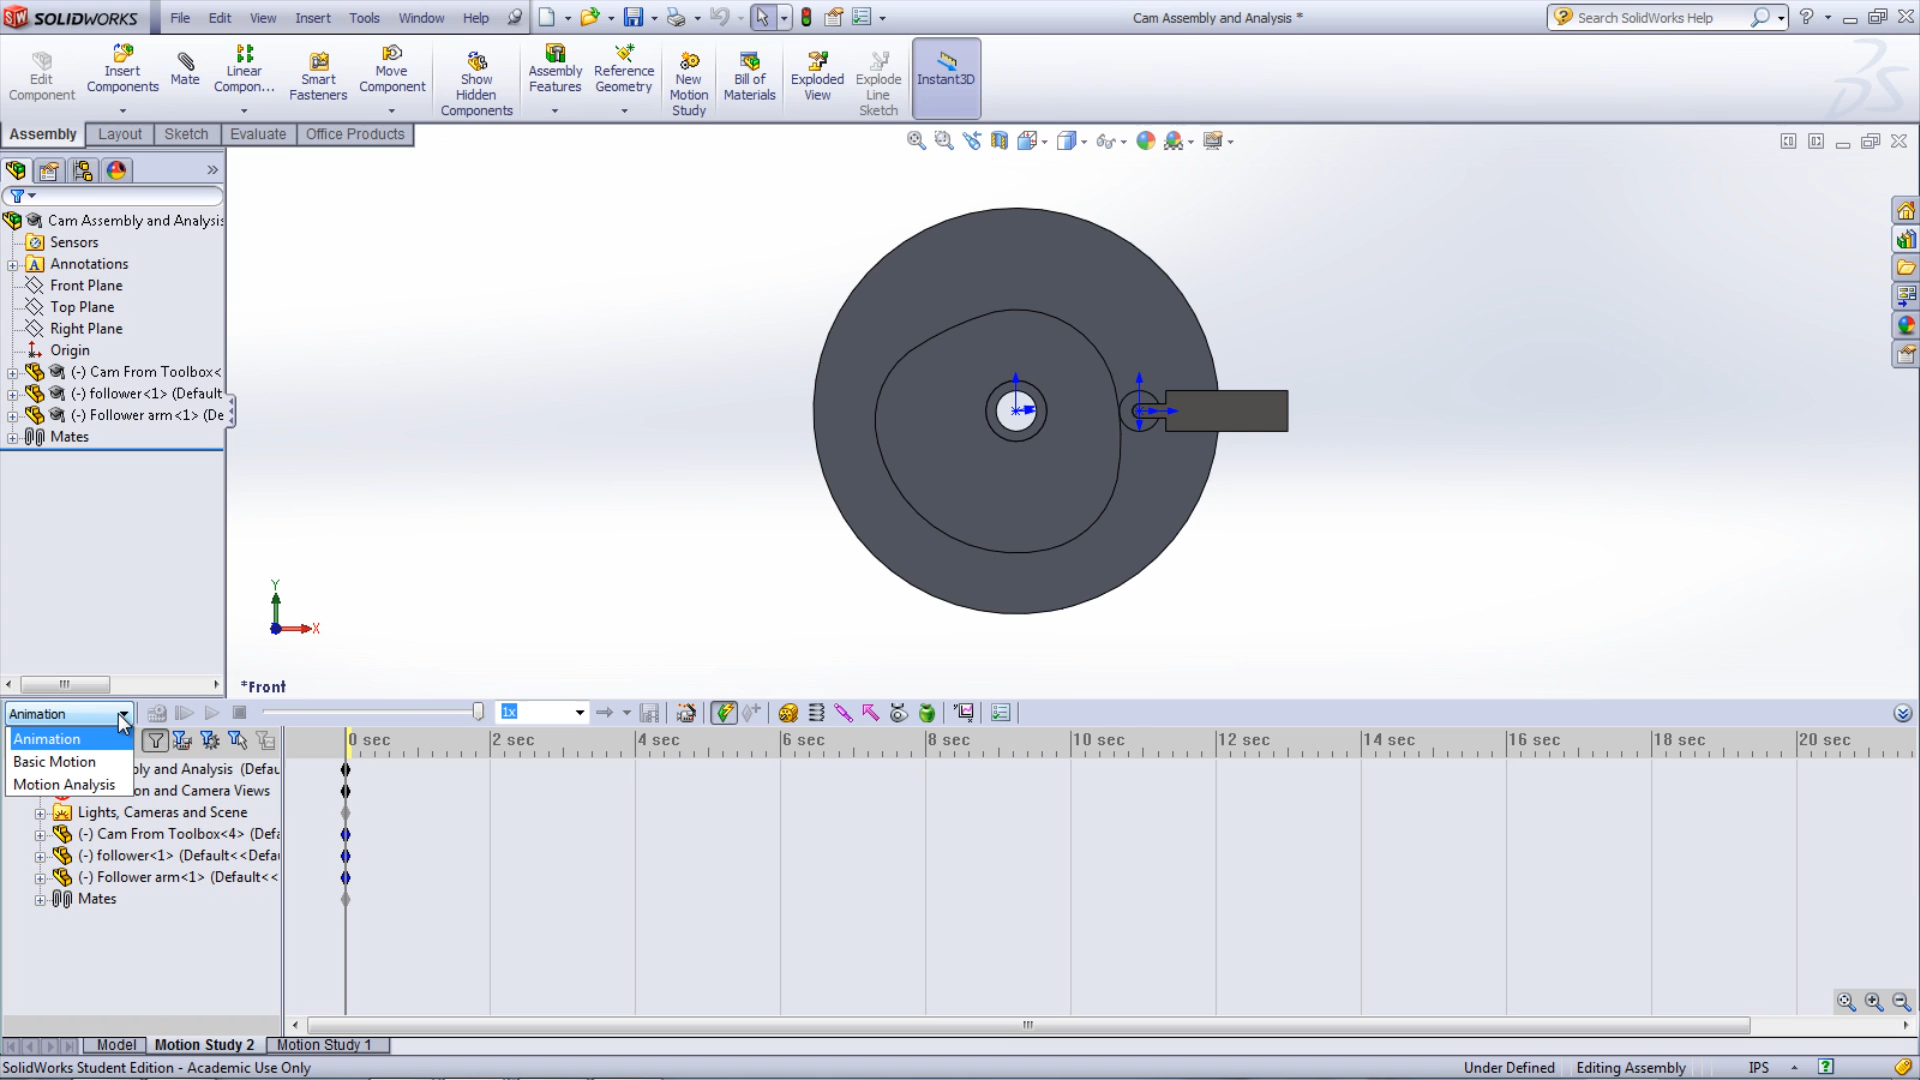 SOLIDWORKS File Edit View Insert Tools Window Help Cam Assembly and Analysis * Search SolidWorks Help
Edit Component
Insert Components
Mate
Linear Compon...
Smart Fasteners
Move Component
Show Hidden Components
Assembly Features
Reference Geometry
New Motion Study
Bill of Materials
Exploded View
Explode Line Sketch
Instant3D
Assembly Layout Sketch Evaluate Office Products
Cam Assembly and Analysis
Sensors
Annotations
Front Plane
Top Plane
Right Plane
Origin
(-) Cam From Toolbox<
(-) follower<1> (Default
(-) Follower arm<1> (De
Mates
Y
X
*Front
Animation 1x
Animation
Basic Motion
Motion Analysis
0 sec 2 sec 4 sec 6 sec 8 sec 10 sec 12 sec 14 sec 16 sec 18 sec 20 sec
bly and Analysis (Defau
on and Camera Views
Lights, Cameras and Scene
(-) Cam From Toolbox<4> (Defa
(-) follower<1> (Default<<Defau
(-) Follower arm<1> (Default<<
Mates
Model Motion Study 2 Motion Study 1
SolidWorks Student Edition - Academic Use Only Under Defined Editing Assembly IPS